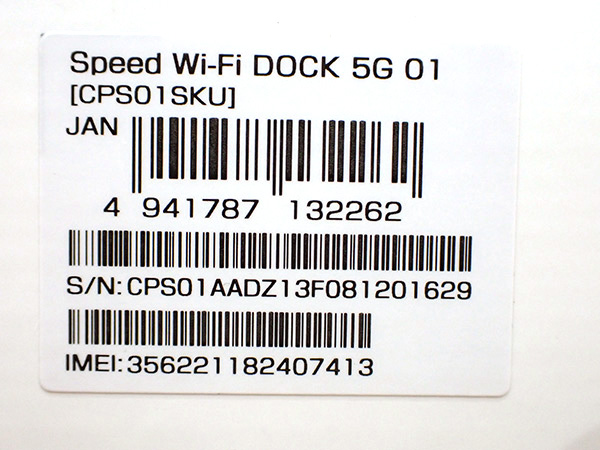 Speed Wi-Fi DOCK 5G 01
[CPS01SKU]
JAN
4 941787 132262
S/N:CPS01AADZ13F081201629
IMEI:356221182407413